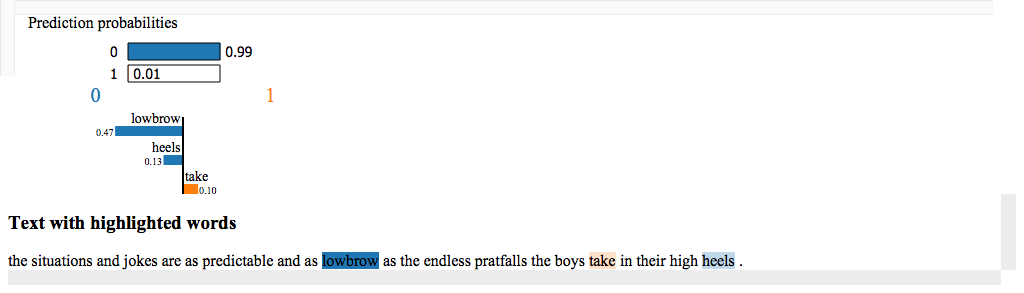 Prediction probabilities
0 0.99
1 0.01
0 1
lowbrow
0.47
heels
0.13
take
0.10
Text with highlighted words
the situations and jokes are as predictable and as lowbrow as the endless pratfalls the boys take in their high heels .